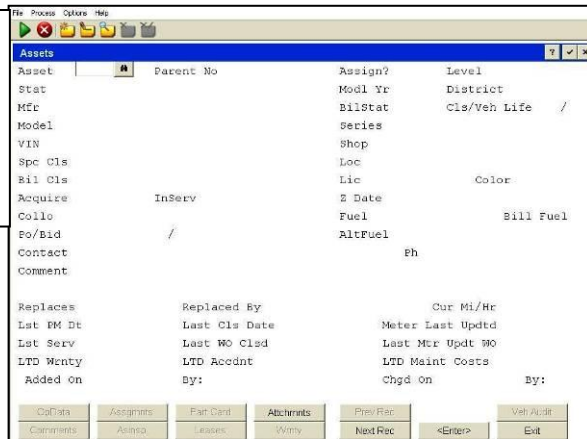 File Process Options Help
Assets
Asset Parent No Assign? Level
Stat Modl Yr District
Mfr BilStat Cls/Veh Life /
Model Series
VIN Shop
Spc Cls Loc
Bil Cls Lic Color
Acquire InServ Z Date
Collo Fuel Bill Fuel
Po/Bid / AltFuel
Contact Ph
Comment
Replaces Replaced By Cur Mi/Hr
Lst PM Dt Last Cls Date Meter Last Updtd
Lst Serv Last WO Clsd Last Mtr Updt WO
LTD Wrnty LTD Accdnt LTD Maint Costs
Added On By: Chgd On By:
OpData Assgmnts Part Card Attchmnts Prev Rec Veh Audit
Comments Asinsp Leases Wrnty Next Rec <Enter> Exit